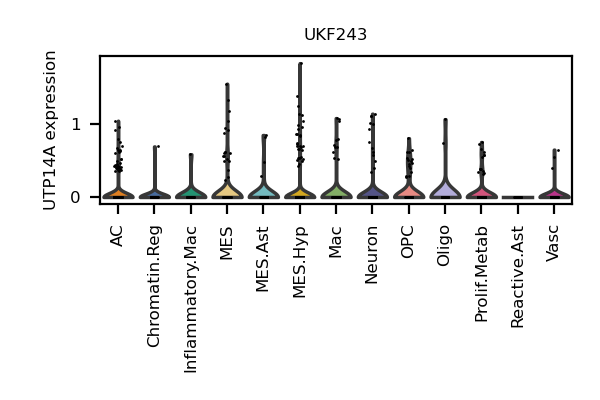 UKF243
UTP14A expression
1
0
AC
Chromatin.Reg
Inflammatory.Mac
MES
MES.Ast
MES.Hyp
Mac
Neuron
OPC
Oligo
Prolif.Metab
Reactive.Ast
Vasc